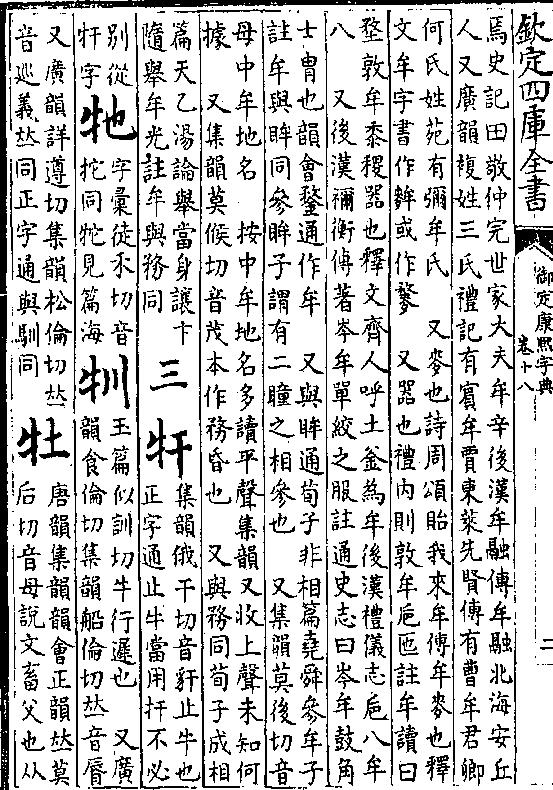 欽定四庫全書
御定康熙字典
卷十八
二
焉史記田敬仲完世家大夫牟辛後漢牟融傳牟融北海安丘
人又廣韻複姓三氏禮記有賓牟賈東萊先賢傳有曹牟君卿
何氏姓苑有彌牟氏 又麥也詩周頌貽我來牟傳牟麥也釋
文牟字書作或作 又器也禮內則敦牟巵匜註牟讀曰
堥敦牟黍稷器也釋文齊人呼土釜為牟後漢禮儀志巵八牟
八 又後漢禰衡傳著岑牟單絞之服註通史志曰岑牟鼓角
士胄也韻會鍪通作牟 又與眸通荀子非相篇堯舜參牟子
註牟與眸同參眸子謂有二瞳之相參也 又集韻莫後切音
母中牟地名 按中牟地名多讀平聲集韻又收上聲未知何
據 又集韻莫候切音茂本作務昏也 又與務同荀子成相
篇天乙湯論舉當身讓卞
隨舉牟光註牟與務同
三
㸩
集韻俄干切音豻止牛也
正字通止牛當用扞不必
別從
㸩字
牠
字彙徒禾切音
拕同牠見篇海
㸪
玉篇似訓切牛行遲也 又廣
韻食倫切集韻船倫切𠀤音脣
又廣韻詳遵切集韻松倫切𠀤
音巡義𠀤同正字通與馴同
牡
唐韻集韻韻會正韻𠀤莫
后切音母說文畜父也从